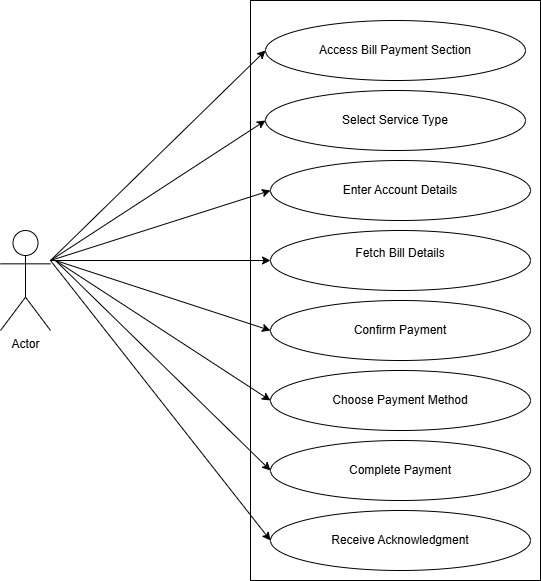 Access Bill Payment Section
Select Service Type
Enter Account Details
Fetch Bill Details
Confirm Payment
Choose Payment Method
Complete Payment
Receive Acknowledgment
Actor